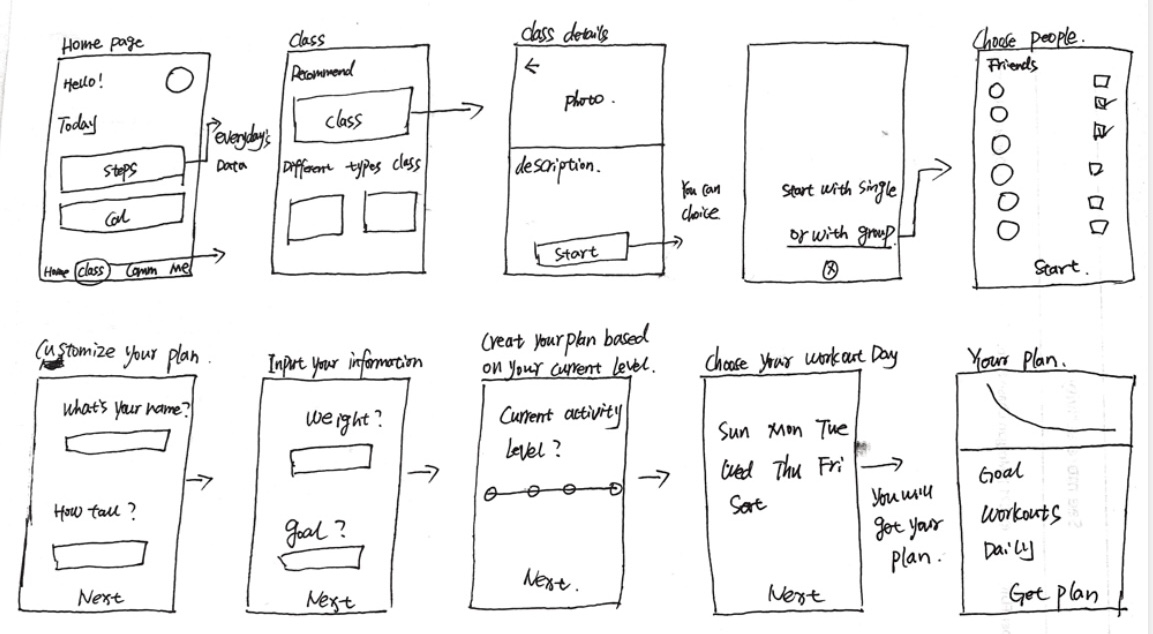 Home page
Hello!
Today
steps
Cal
Home class Comm Me
everyday's
Data
Class
Recommend
class
Different types class
class details
photo.
description.
Start
You can
choice
Start with single
or with group.
Choose people.
Friends
Start.
Customize your plan.
What's your name?
How tall?
Next
Input your information
Weight?
Goal?
Next
Creat your plan based
on your current level.
Current activity
level?
Next.
Choose your workout Day
Sun Mon Tue
Wed Thu Fri
Sat
Next
You will
get your
plan.
Your plan.
Goal
Workouts
Daily
Get plan